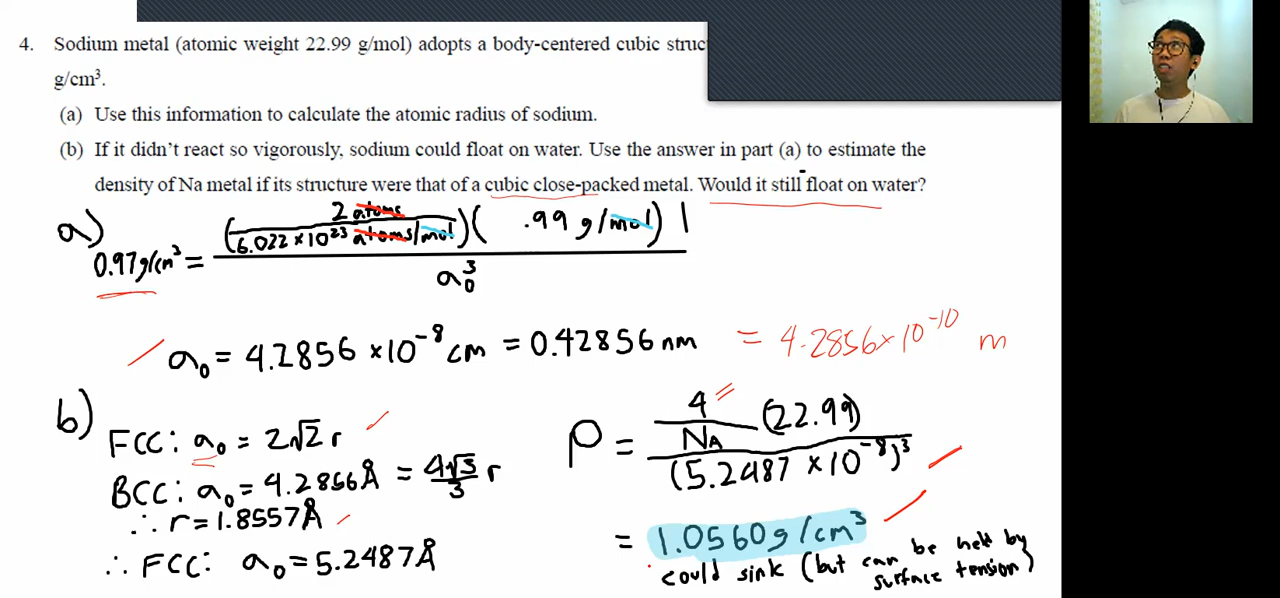 4. Sodium metal (atomic weight 22.99 g/mol) adopts a body-centered cubic
g/cm³.
(a) Use this information to calculate the atomic radius of sodium.
(b) If it didn't react so vigorously, sodium could float on water. Use the answer in part (a) to estimate the
density of Na metal if its structure were that of a cubic close-packed metal. Would it still float on water?
a)
0.97g/cm³ = (2 atoms / 6.022×10²³ atoms/mol)( .99 g/mol) / a₀³
a₀ = 4.2856 ×10⁻⁸ cm = 0.42856 nm = 4.2856×10⁻¹⁰ m
b)
FCC: a₀ = 2√2 r
BCC: a₀ = 4.2856Å = 4√3/3 r
∴ r = 1.8557Å
∴ FCC: a₀ = 5.2487Å
ρ = 4/N_A (22.99) / (5.2487 ×10⁻⁸)³
= 1.0560g/cm³
could sink (but can be held by
surface tension)